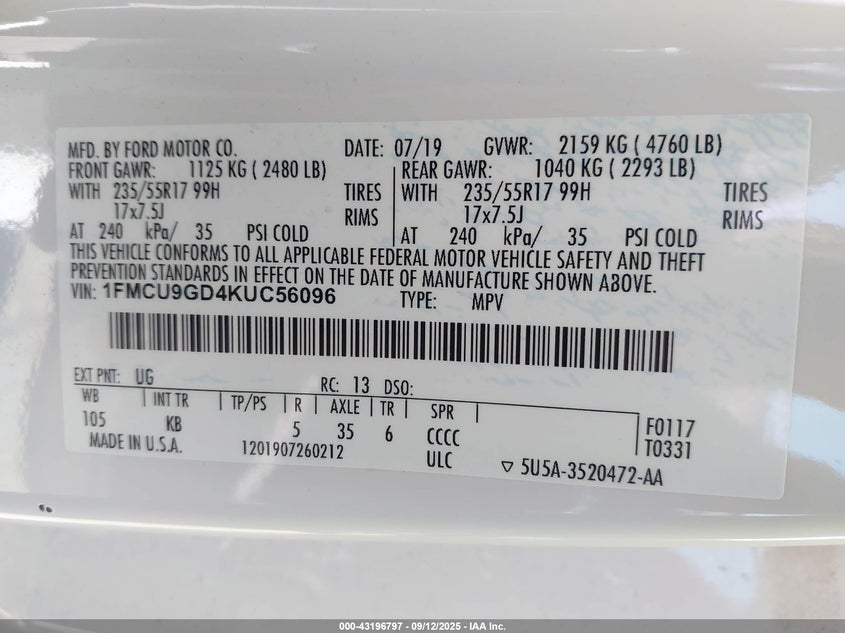 MFD. BY FORD MOTOR CO. DATE: 07/19 GVWR: 2159 KG ( 4760 LB)
FRONT GAWR: 1125 KG ( 2480 LB) REAR GAWR: 1040 KG ( 2293 LB)
WITH 235/55R17 99H TIRES WITH 235/55R17 99H TIRES
17x7.5J RIMS 17x7.5J RIMS
AT 240 kPa/ 35 PSI COLD AT 240 kPa/ 35 PSI COLD
THIS VEHICLE CONFORMS TO ALL APPLICABLE FEDERAL MOTOR VEHICLE SAFETY AND THEFT
PREVENTION STANDARDS IN EFFECT ON THE DATE OF MANUFACTURE SHOWN ABOVE.
VIN: 1FMCU9GD4KUC56096 TYPE: MPV
EXT PNT: UG RC: 13 DSO:
WB INT TR TP/PS R AXLE TR SPR
105 KB 5 35 6 CCCC F0117
MADE IN U.S.A. 1201907260212 ULC T0331
5U5A-3520472-AA
000-43196797 - 09/12/2025 - IAA Inc.